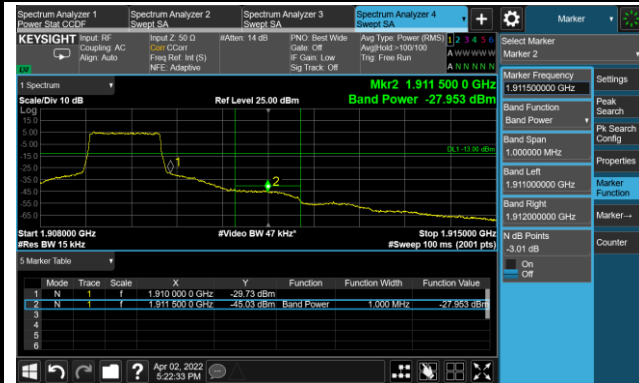 Spectrum Analyzer 1
Power Stat CCDF
Spectrum Analyzer 2
Swept SA
Spectrum Analyzer 3
Swept SA
Spectrum Analyzer 4
Swept SA
Marker
KEYSIGHT
Input: RF
Coupling: AC
Align: Auto
Input Z: 50 Ω
Corr CCorr
Freq Ref: Int (S)
NFE: Adaptive
#Atten: 14 dB
PNO: Best Wide
Gate: Off
IF Gain: Low
Sig Track: Off
Avg Type: Power (RMS)
Avg|Hold:>100/100
Trig: Free Run
1 2 3 4 5 6
A W W W W W
A N N N N N
Select Marker
Marker 2
1 Spectrum
Scale/Div 10 dB
Ref Level 25.00 dBm
Mkr2 1.911 500 0 GHz
Band Power -27.953 dBm
Log
15.0
5.00
-5.00
-15.0
-25.0
-35.0
-45.0
-55.0
-65.0
DL1 -13.00 dBm
1
2
Start 1.908000 GHz
#Res BW 15 kHz
#Video BW 47 kHz*
Stop 1.915000 GHz
#Sweep 100 ms (2001 pts)
5 Marker Table
Mode Trace Scale X Y Function Function Width Function Value
1 N 1 f 1.910 000 0 GHz -29.73 dBm
2 N 1 f 1.911 500 0 GHz -45.03 dBm Band Power 1.000 MHz -27.953 dBm
3
4
5
6
Marker Frequency
1.911500000 GHz
Band Function
Band Power
Band Span
1.000000 MHz
Band Left
1.911000000 GHz
Band Right
1.912000000 GHz
N dB Points
-3.01 dB
On
Off
Settings
Peak
Search
Pk Search
Config
Properties
Marker
Function
Marker→
Counter
Apr 02, 2022
5:22:33 PM